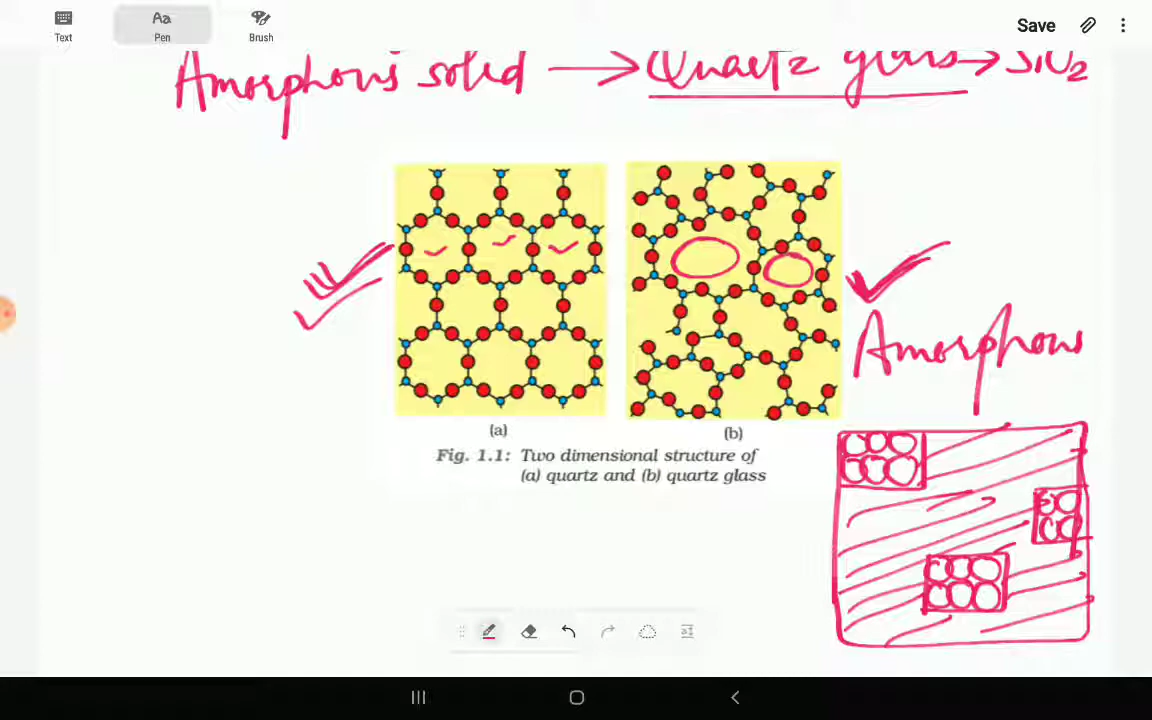 Text
Pen
Brush
Save
Amorphous solid → Quartz glass → SiO2
Amorphous
(a)
(b)
Fig. 1.1: Two dimensional structure of
(a) quartz and (b) quartz glass